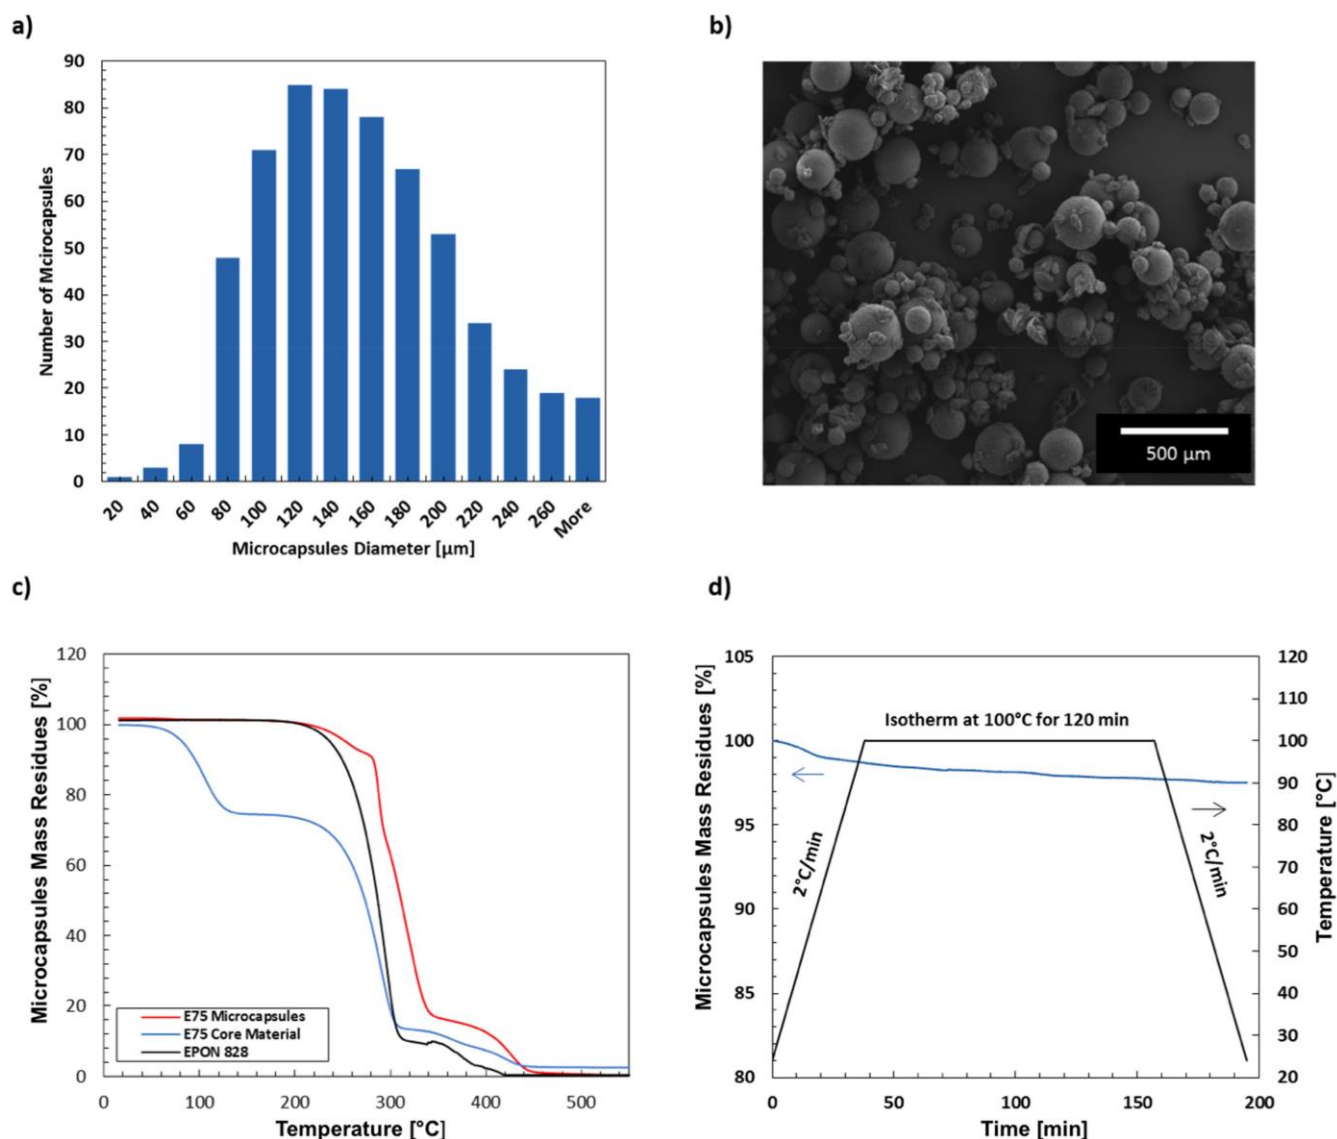 a)
90
80
70
60
50
40
30
20
10
0
Number of Mcirocapsules
20 40 60 80 100 120 140 160 180 200 220 240 260 More
Microcapsules Diameter [µm]
b)
500 µm
c)
120
100
80
60
40
20
0
Microcapsules Mass Residues [%]
E75 Microcapsules
E75 Core Material
EPON 828
0 100 200 300 400 500
Temperature [°C]
d)
105
100
95
90
85
80
Microcapsules Mass Residues [%]
Isotherm at 100°C for 120 min
2°C/min
2°C/min
120
110
100
90
80
70
60
50
40
30
20
Temperature [°C]
0 50 100 150 200
Time [min]